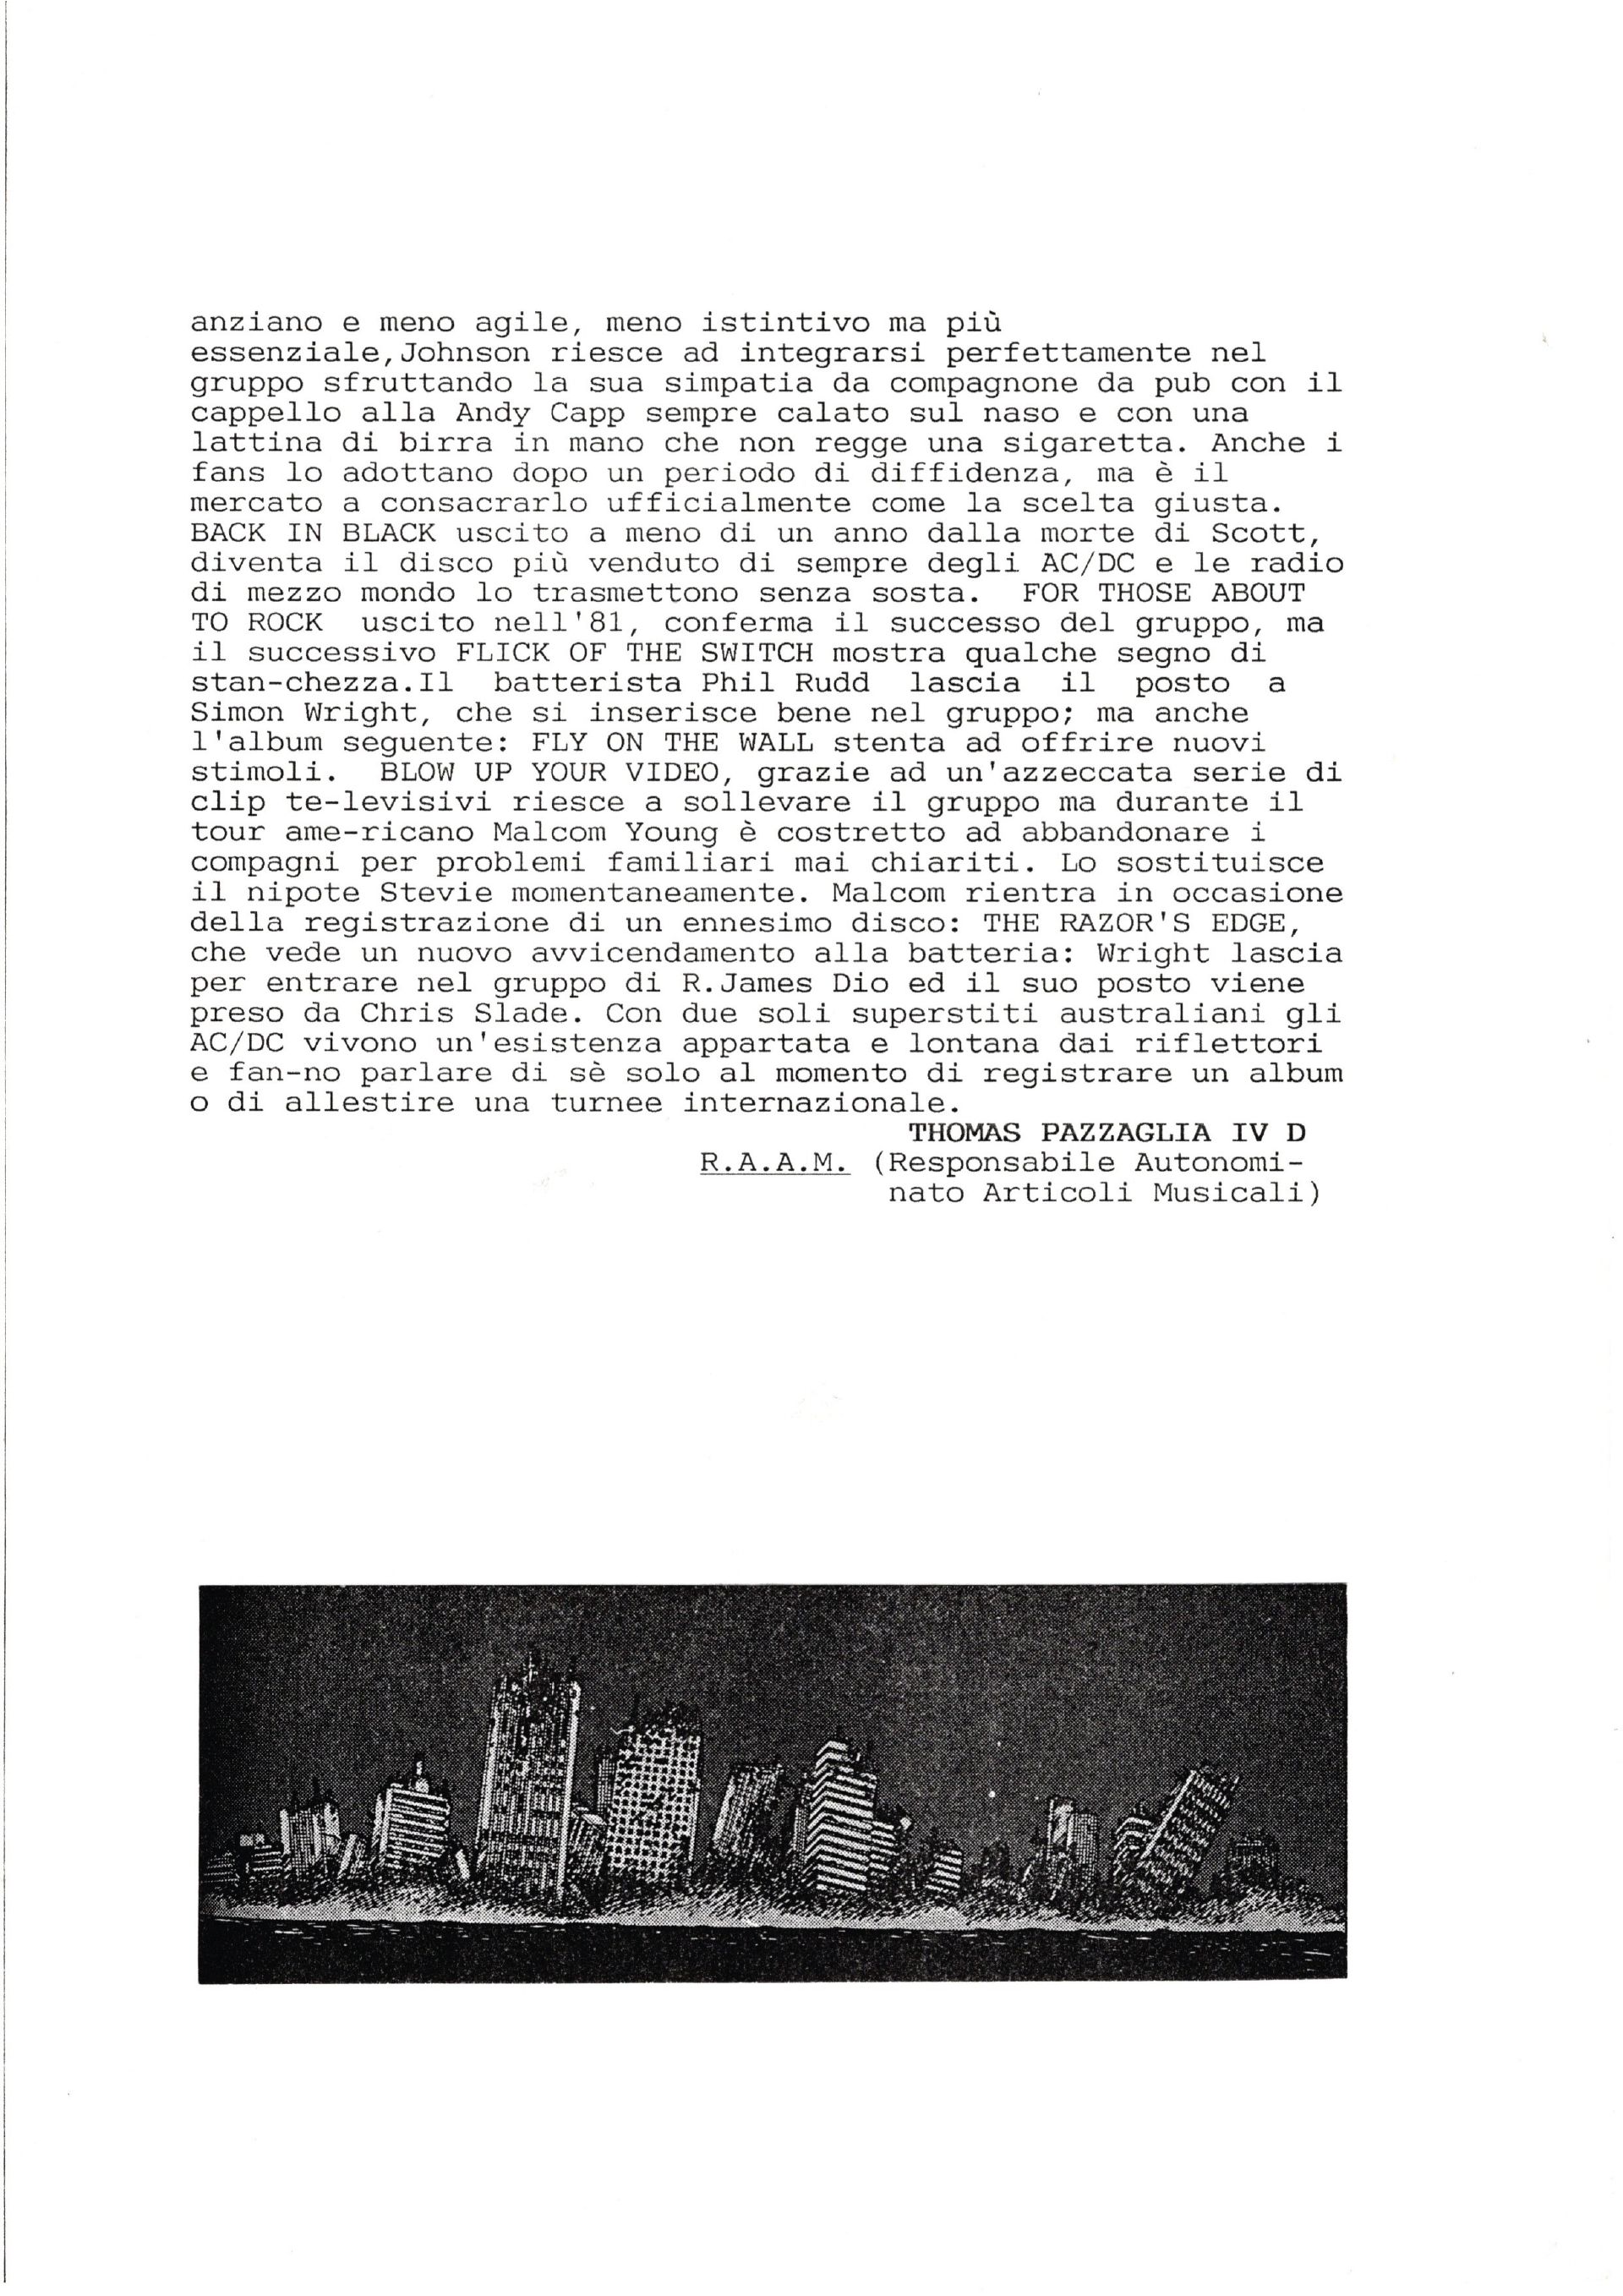 anziano e meno agile, meno istintivo ma più
essenziale,Johnson riesce ad integrarsi perfettamente nel
gruppo sfruttando la sua simpatia da compagnone da pub con il
cappello alla Andy Capp sempre calato sul naso e con una
lattina di birra in mano che non regge una sigaretta. Anche i
fans lo adottano dopo un periodo di diffidenza, ma è il
mercato a consacrarlo ufficialmente come la scelta giusta.
BACK IN BLACK uscito a meno di un anno dalla morte di Scott,
diventa il disco più venduto di sempre degli AC/DC e le radio
di mezzo mondo lo trasmettono senza sosta.  FOR THOSE ABOUT
TO ROCK  uscito nell'81, conferma il successo del gruppo, ma
il successivo FLICK OF THE SWITCH mostra qualche segno di
stan-chezza.Il  batterista Phil Rudd  lascia  il  posto  a
Simon Wright, che si inserisce bene nel gruppo; ma anche
l'album seguente: FLY ON THE WALL stenta ad offrire nuovi
stimoli.  BLOW UP YOUR VIDEO, grazie ad un'azzeccata serie di
clip te-levisivi riesce a sollevare il gruppo ma durante il
tour ame-ricano Malcom Young è costretto ad abbandonare i
compagni per problemi familiari mai chiariti. Lo sostituisce
il nipote Stevie momentaneamente. Malcom rientra in occasione
della registrazione di un ennesimo disco: THE RAZOR'S EDGE,
che vede un nuovo avvicendamento alla batteria: Wright lascia
per entrare nel gruppo di R.James Dio ed il suo posto viene
preso da Chris Slade. Con due soli superstiti australiani gli
AC/DC vivono un'esistenza appartata e lontana dai riflettori
e fan-no parlare di sè solo al momento di registrare un album
o di allestire una turnee internazionale.
THOMAS PAZZAGLIA IV D
R.A.A.M. (Responsabile Autonomi-
nato Articoli Musicali)